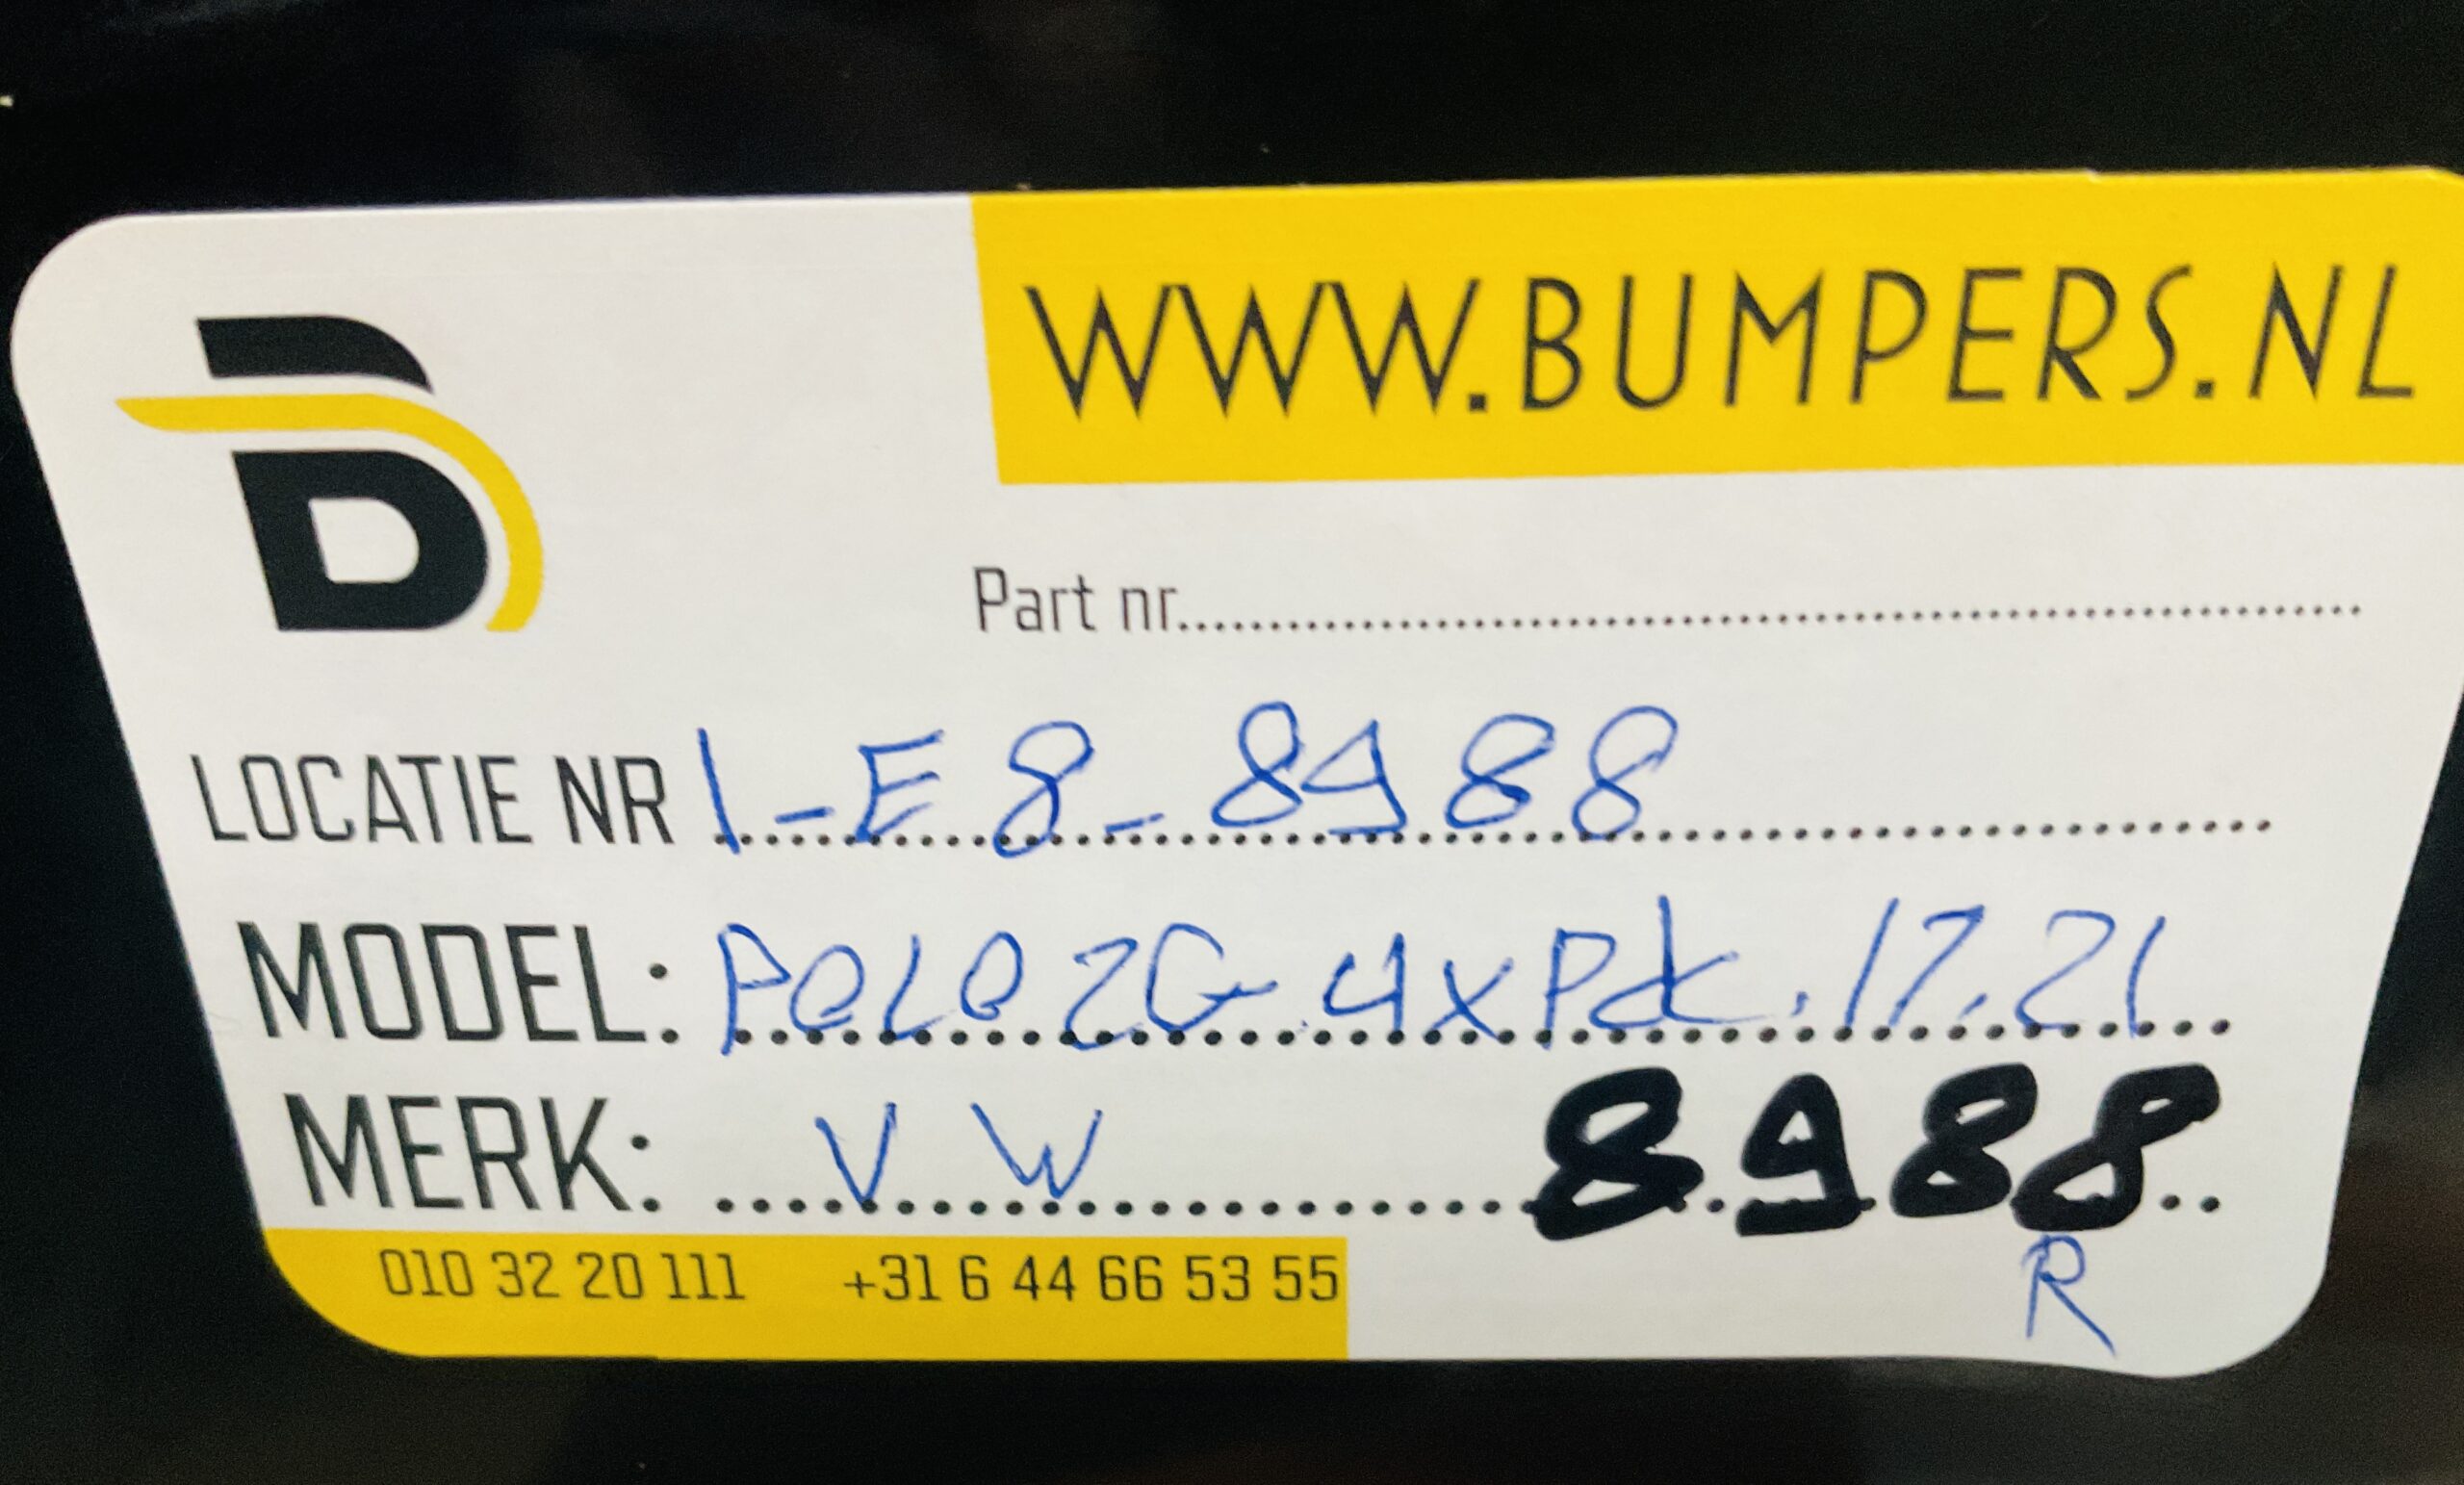 WWW.BUMPERS.NL
Part nr..............................................................
LOCATIE NR 1-E8-8988
MODEL: POLO 2G 4xPdc.17.21
MERK: VW 8988
R
010 32 20 111 +31 6 44 66 53 55